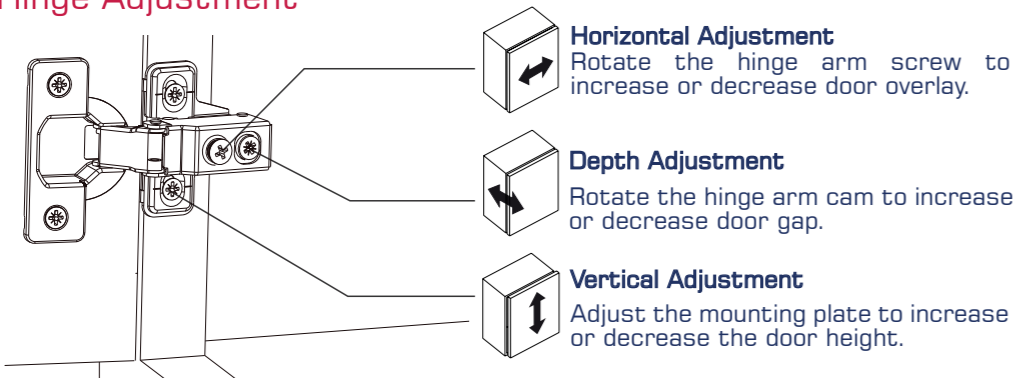 Hinge Adjustment
Horizontal Adjustment
Rotate the hinge arm screw to
increase or decrease door overlay.
Depth Adjustment
Rotate the hinge arm cam to increase
or decrease door gap.
Vertical Adjustment
Adjust the mounting plate to increase
or decrease the door height.